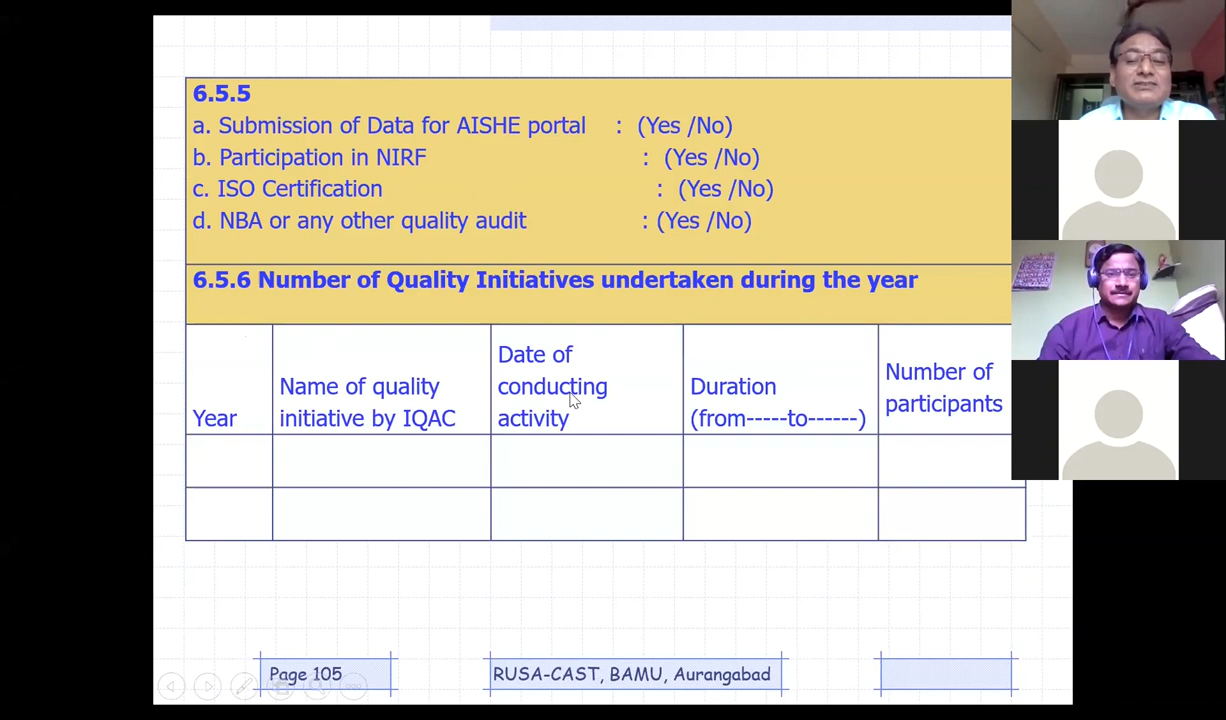 6.5.5
a. Submission of Data for AISHE portal : (Yes /No)
b. Participation in NIRF : (Yes /No)
c. ISO Certification : (Yes /No)
d. NBA or any other quality audit : (Yes /No)
6.5.6 Number of Quality Initiatives undertaken during the year
Year
Name of quality
initiative by IQAC
Date of
conducting
activity
Duration
(from-----to------)
Number of
participants
Page 105
RUSA-CAST, BAMU, Aurangabad